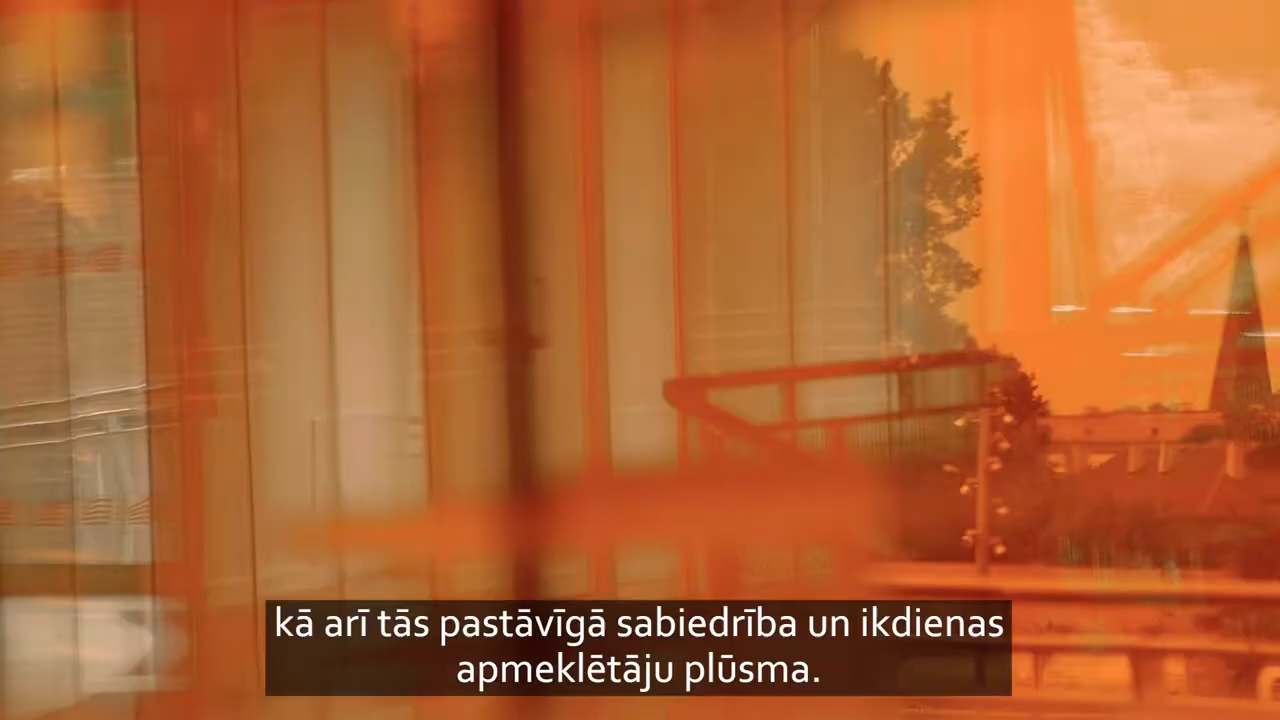 kā arī tās pastāvīgā sabiedrība un ikdienas
apmeklētāju plūsma.